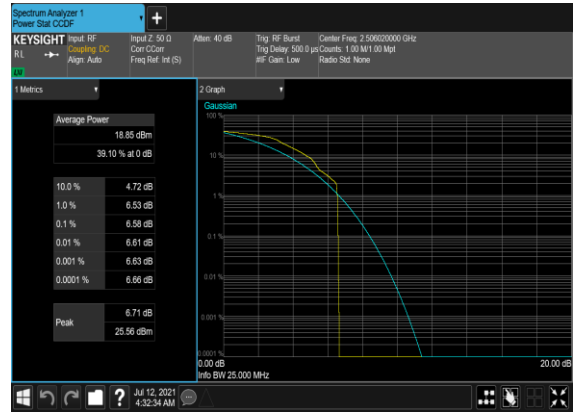 Spectrum Analyzer 1
Power Stat CCDF
KEYSIGHT
RL
LW
Input: RF
Coupling: DC
Align: Auto
Input Z: 50 Ω
Corr CCorr
Freq Ref: Int (S)
Atten: 40 dB
Trig: RF Burst
Trig Delay: 500.0 µs
#IF Gain: Low
Center Freq: 2.506020000 GHz
Counts: 1.00 M/1.00 Mpt
Radio Std: None
1 Metrics
Average Power
18.85 dBm
39.10 % at 0 dB
10.0 % 4.72 dB
1.0 % 6.53 dB
0.1 % 6.58 dB
0.01 % 6.61 dB
0.001 % 6.63 dB
0.0001 % 6.66 dB
Peak
6.71 dB
25.56 dBm
2 Graph
Gaussian
100 %
10 %
1 %
0.1 %
0.01 %
0.001 %
0.0001 %
0.00 dB
20.00 dB
Info BW 25.000 MHz
?
Jul 12, 2021
4:32:34 AM